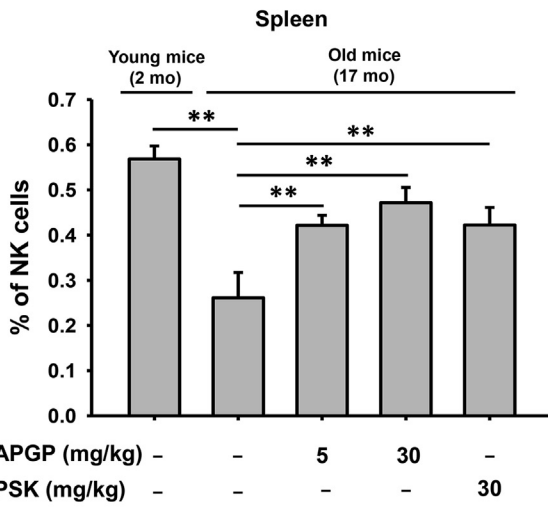 Spleen
Young mice
(2 mo)
Old mice
(17 mo)
% of NK cells
0.7
0.6
0.5
0.4
0.3
0.2
0.1
0.0
**
**
**
**
APGP (mg/kg) – – 5 30 –
PSK (mg/kg) – – – – 30